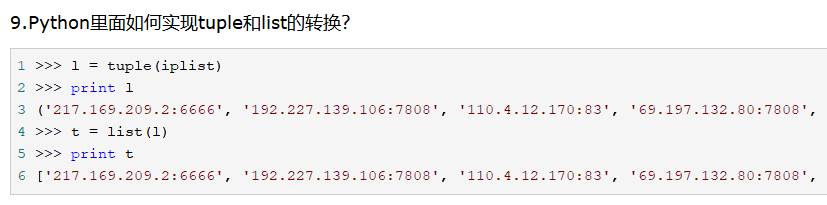 9.Python里面如何实现tuple和list的转换?
1 >>> l = tuple(iplist)
2 >>> print l
3 ('217.169.209.2:6666', '192.227.139.106:7808', '110.4.12.170:83', '69.197.132.80:7808',
4 >>> t = list(l)
5 >>> print t
6 ['217.169.209.2:6666', '192.227.139.106:7808', '110.4.12.170:83', '69.197.132.80:7808',